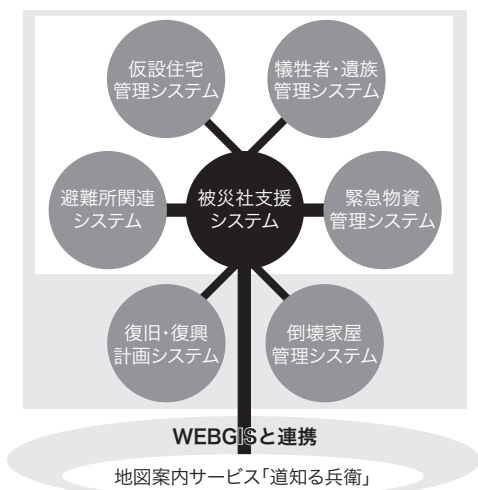 仮設住宅
管理システム
犠牲者・遺族
管理システム
避難所関連
システム
被災社支援
システム
緊急物資
管理システム
復旧・復興
計画システム
倒壊家屋
管理システム
WEBGISと連携
地図案内サービス「道知る兵衛」